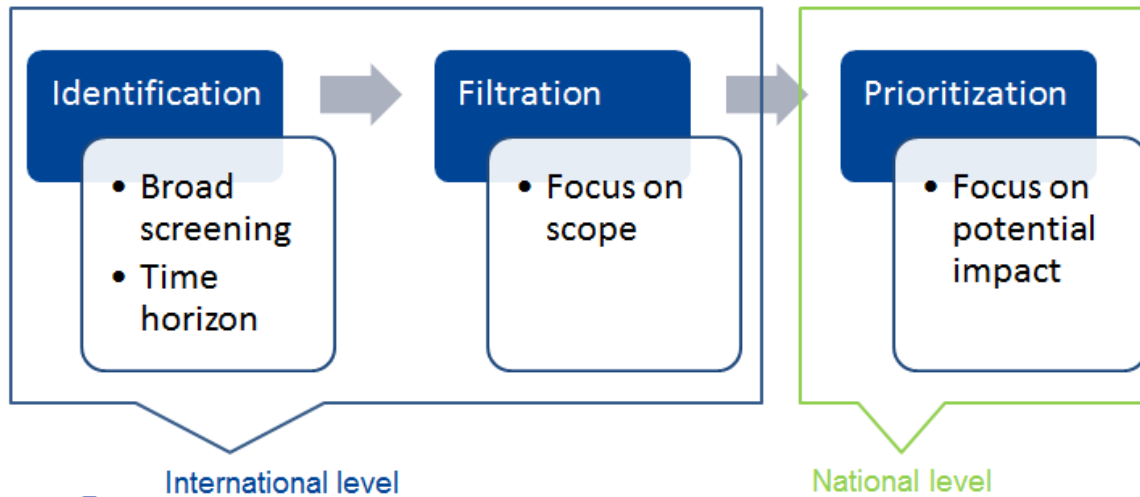 Identification
Filtration
Prioritization
• Broad
screening
• Time
horizon
• Focus on
scope
• Focus on
potential
impact
International level
National level